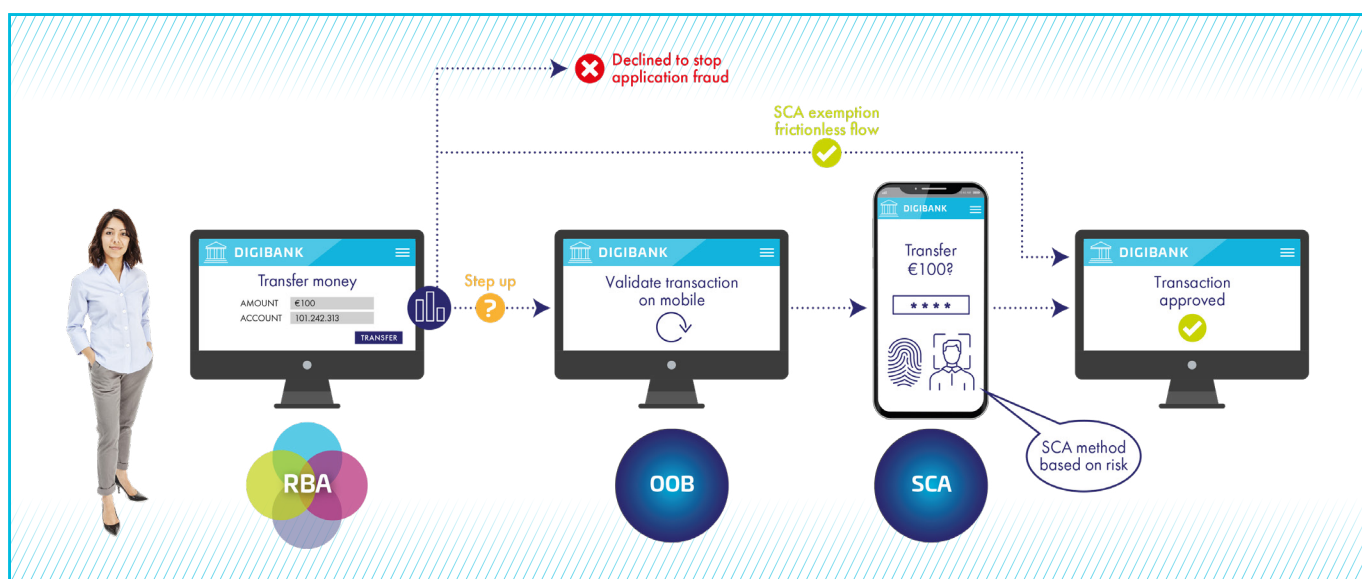 Declined to stop
application fraud
SCA exemption
frictionless flow
DIGIBANK
Transfer money
AMOUNT €100
ACCOUNT 101.242.313
TRANSFER
Step up
?
DIGIBANK
Validate transaction
on mobile
DIGIBANK
Transfer
€100?
* * * *
DIGIBANK
Transaction
approved
SCA method
based on risk
RBA
OOB
SCA